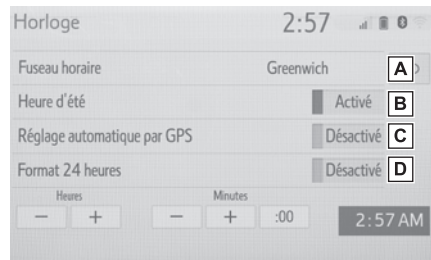 Horloge 2:57
Fuseau horaire Greenwich A
Heure d'été Activé B
Réglage automatique par GPS Désactivé C
Format 24 heures Désactivé D
Heures Minutes
− + − + :00 2:57 AM